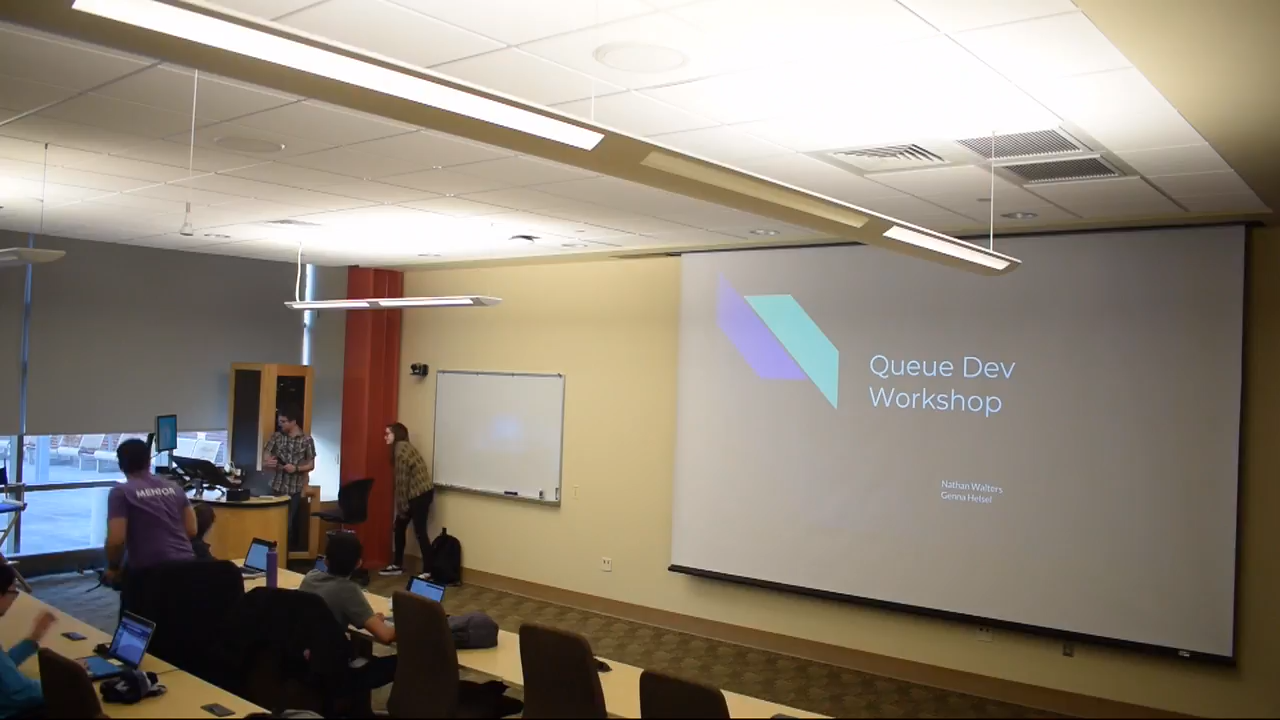 Queue Dev
Workshop
Nathan Walters
Genna Helsel
MENTOR